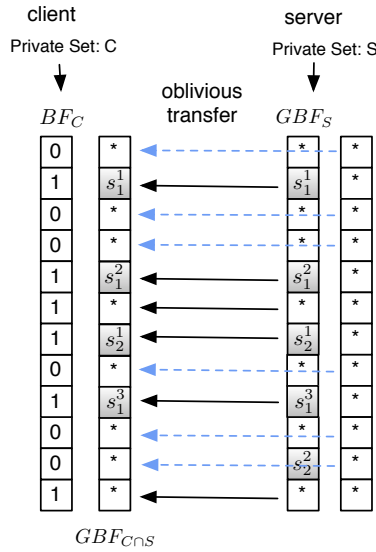 client server
Private Set: C Private Set: S
oblivious
transfer
$BF_C$ $GBF_S$
0 * * *
1 $s_1^1$ $s_1^1$ *
0 * * *
0 * * *
1 $s_1^2$ $s_1^2$ *
1 * * *
1 $s_2^1$ $s_2^1$ *
0 * * *
1 $s_1^3$ $s_1^3$ *
0 * * *
0 * $s_2^2$ *
1 * * *
$GBF_{C \cap S}$